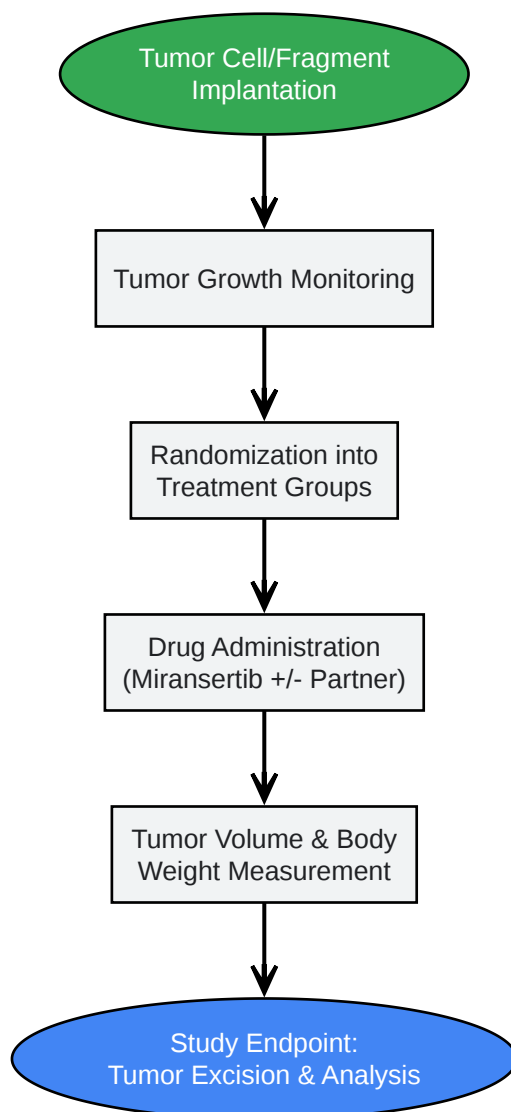 Tumor Cell/Fragment
Implantation
Tumor Growth Monitoring
Randomization into
Treatment Groups
Drug Administration
(Miransertib +/- Partner)
Tumor Volume & Body
Weight Measurement
Study Endpoint:
Tumor Excision & Analysis